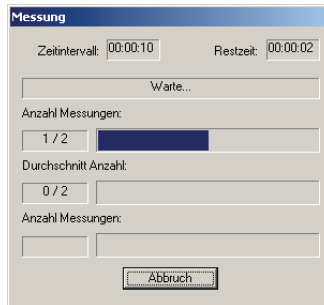 Messung
Zeitintervall: 00:00:10 Restzeit: 00:00:02
Warte...
Anzahl Messungen:
1 / 2
Durchschnitt Anzahl:
0 / 2
Anzahl Messungen:
Abbruch